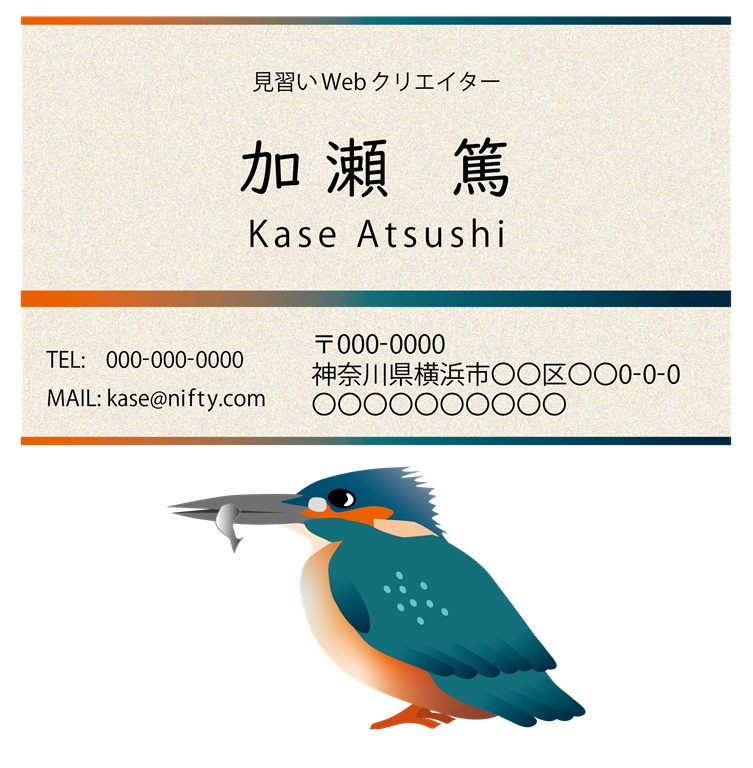 見習いWebクリエイター
加瀬　篤
Kase Atsushi
TEL:　000-000-0000
MAIL: kase@nifty.com
〒000-0000
神奈川県横浜市〇〇区〇〇0-0-0
〇〇〇〇〇〇〇〇〇〇